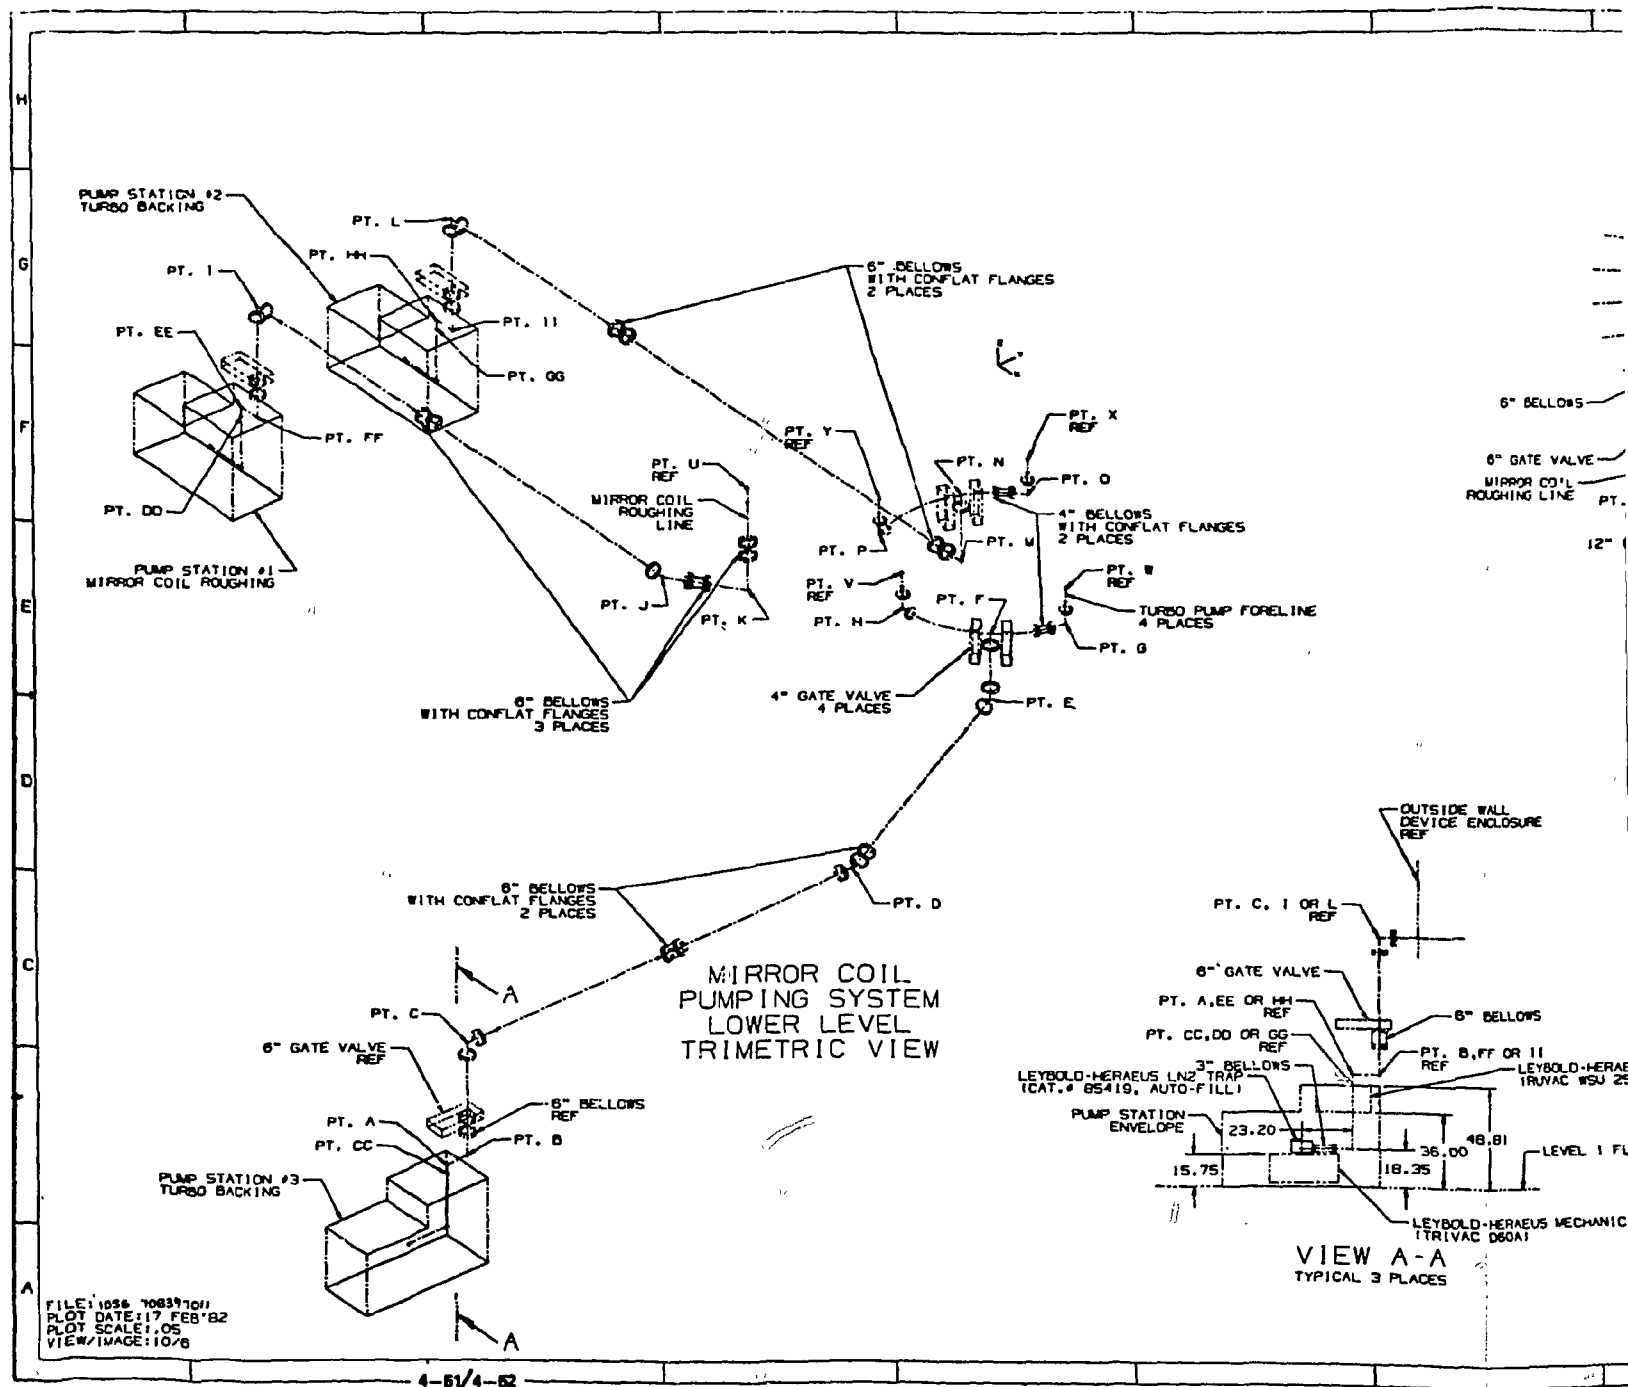 H
G
F
E
D
C
A
PUMP STATION #2
TURBO BACKING
PT. L
PT. HH
PT. I
PT. EE
PT. II
PT. GG
PT. FF
PT. DD
PUMP STATION #1
MIRROR COIL ROUGHING
6" BELLOWS
WITH CONFLAT FLANGES
2 PLACES
PT. X
REF
PT. Y
REF
PT. N
PT. O
PT. U
REF
MIRROR COIL
ROUGHING
LINE
4" BELLOWS
WITH CONFLAT FLANGES
2 PLACES
PT. P
PT. M
PT. V
REF
PT. F
PT. W
REF
PT. J
PT. K
PT. H
TURBO PUMP FORELINE
4 PLACES
PT. G
6" BELLOWS
WITH CONFLAT FLANGES
3 PLACES
4" GATE VALVE
4 PLACES
PT. E
6" BELLOWS
6" GATE VALVE
MIRROR COIL
ROUGHING LINE
PT.
12"
6" BELLOWS
WITH CONFLAT FLANGES
2 PLACES
PT. D
A
PT. C
6" GATE VALVE
REF
MIRROR COIL
PUMPING SYSTEM
LOWER LEVEL
TRIMETRIC VIEW
PT. A
PT. CC
6" BELLOWS
REF
PT. B
PUMP STATION #3
TURBO BACKING
A
OUTSIDE WALL
DEVICE ENCLOSURE
REF
PT. C, I OR L
REF
6" GATE VALVE
PT. A,EE OR HH
REF
6" BELLOWS
PT. CC,DD OR GG
REF
PT. B,FF OR II
REF
3" BELLOWS
LEYBOLD-HERAEUS LN2 TRAP
(CAT.# 85419, AUTO-FILL)
LEYBOLD-HERAE
(RUVAC WSU 25
PUMP STATION
ENVELOPE
23.20
48.81
36.00
15.75
18.35
LEVEL 1 FL
LEYBOLD-HERAEUS MECHANIC
(TRIVAC D60A)
VIEW A-A
TYPICAL 3 PLACES
FILE:
PLOT DATE:17 FEB'82
PLOT SCALE:.05
VIEW/IMAGE:10/6
4-61/4-62